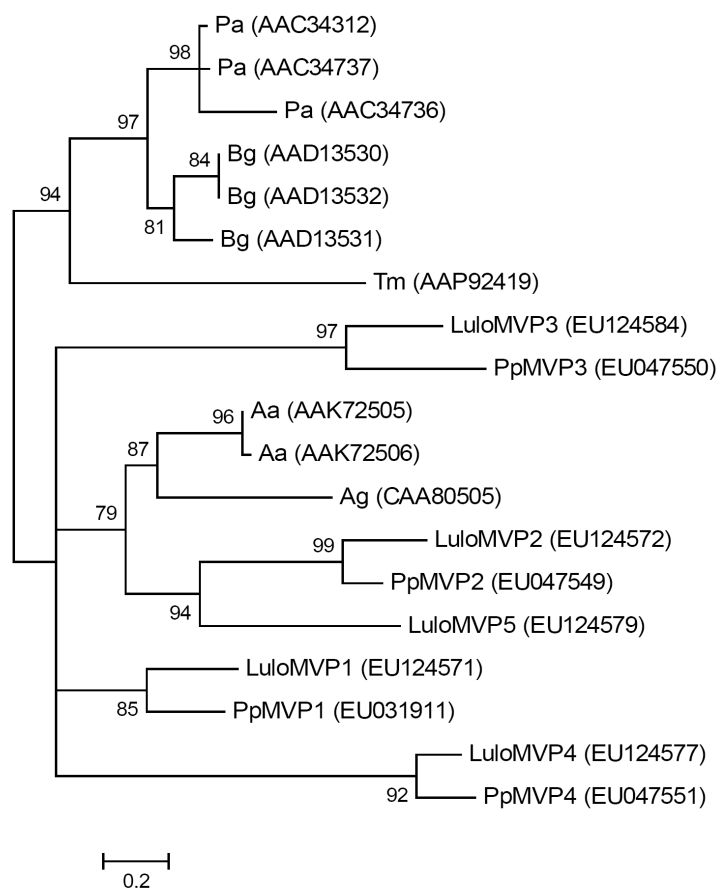 Pa (AAC34312)
98
Pa (AAC34737)
Pa (AAC34736)
97
84
Bg (AAD13530)
Bg (AAD13532)
94
81
Bg (AAD13531)
Tm (AAP92419)
LuloMVP3 (EU124584)
97
PpMVP3 (EU047550)
Aa (AAK72505)
96
87
Aa (AAK72506)
Ag (CAA80505)
79
LuloMVP2 (EU124572)
99
PpMVP2 (EU047549)
94
LuloMVP5 (EU124579)
LuloMVP1 (EU124571)
85
PpMVP1 (EU031911)
LuloMVP4 (EU124577)
92
PpMVP4 (EU047551)
0.2